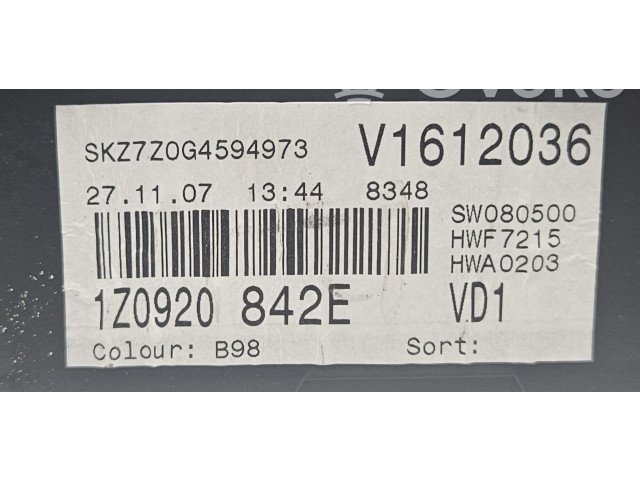 SKZ7Z0G4594973 V1612036
27.11.07 13:44 8348
SW080500
HWF7215
HWA0203
1Z0920 842E VD1
Colour: B98 Sort: